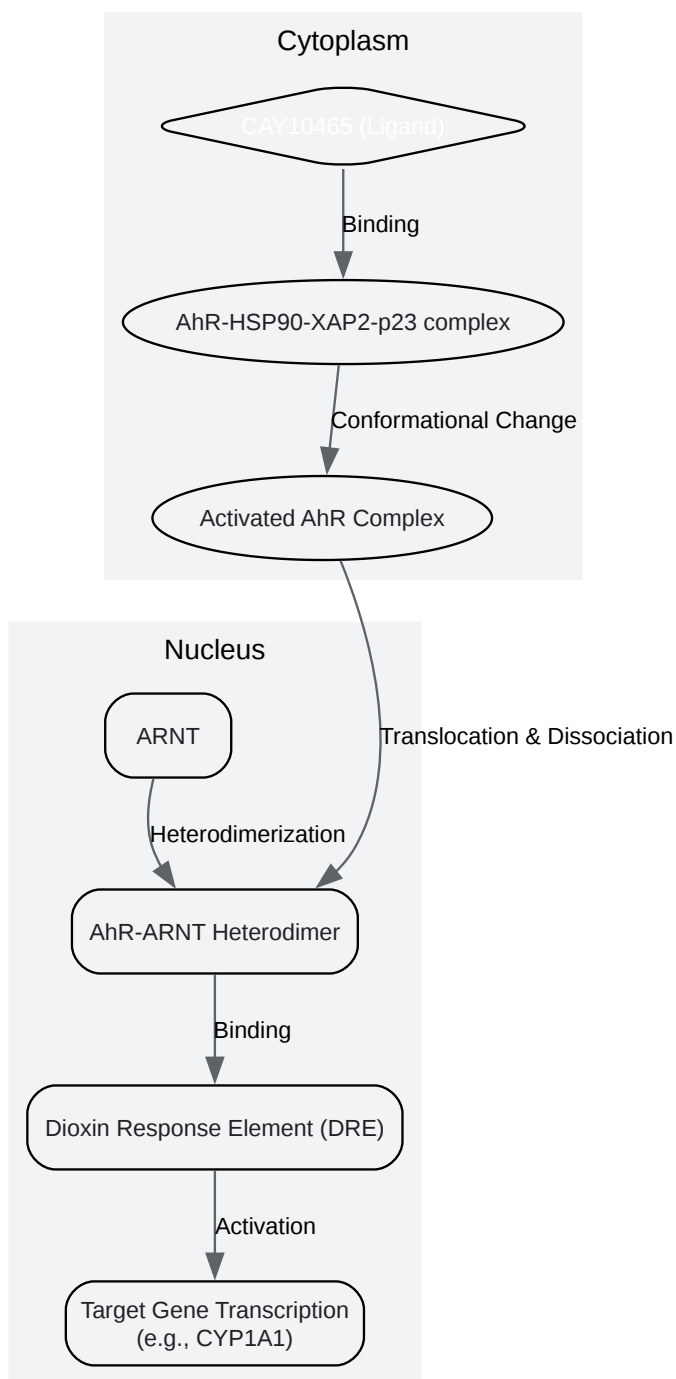 Cytoplasm
CAY10465 (Ligand)
Binding
AhR-HSP90-XAP2-p23 complex
Conformational Change
Activated AhR Complex
Nucleus
ARNT
Translocation & Dissociation
Heterodimerization
AhR-ARNT Heterodimer
Binding
Dioxin Response Element (DRE)
Activation
Target Gene Transcription
(e.g., CYP1A1)